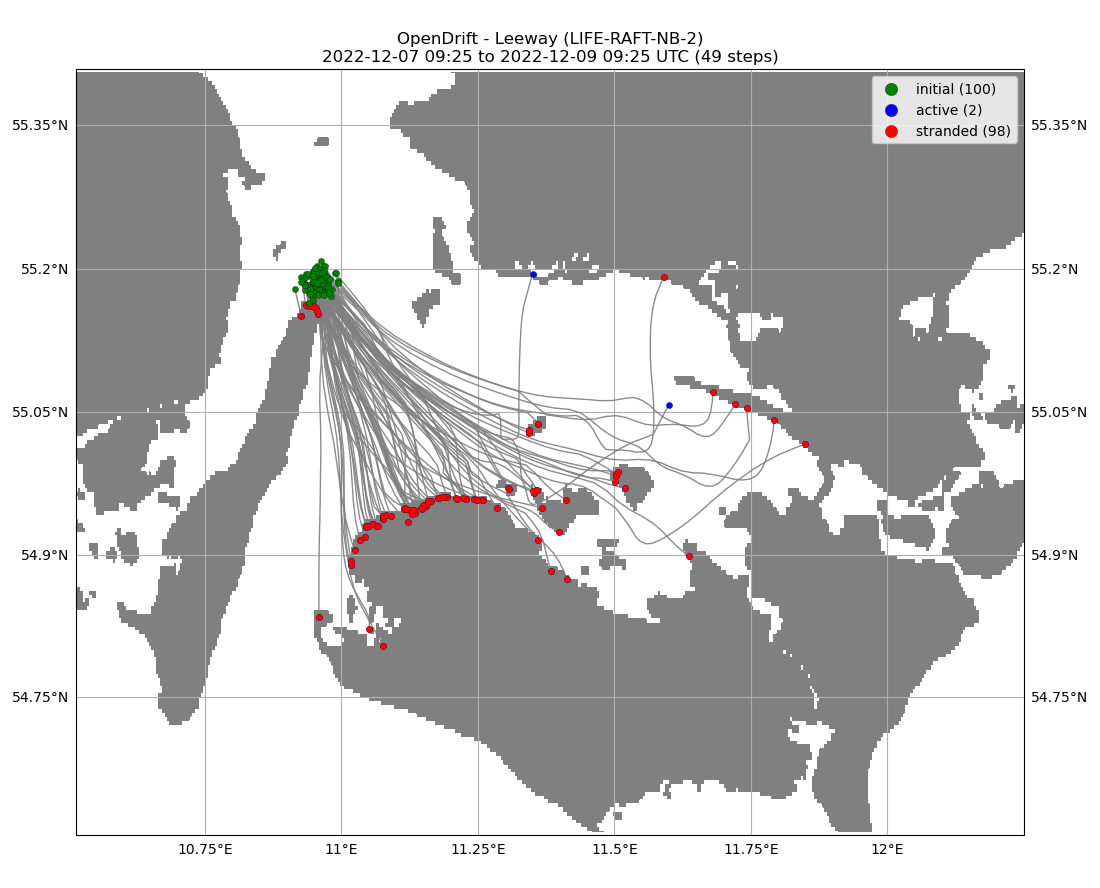 OpenDrift - Leeway (LIFE-RAFT-NB-2)
2022-12-07 09:25 to 2022-12-09 09:25 UTC (49 steps)
initial (100)
active (2)
stranded (98)
55.35°N
55.35°N
55.2°N
55.2°N
55.05°N
55.05°N
54.9°N
54.9°N
54.75°N
54.75°N
10.75°E
11°E
11.25°E
11.5°E
11.75°E
12°E